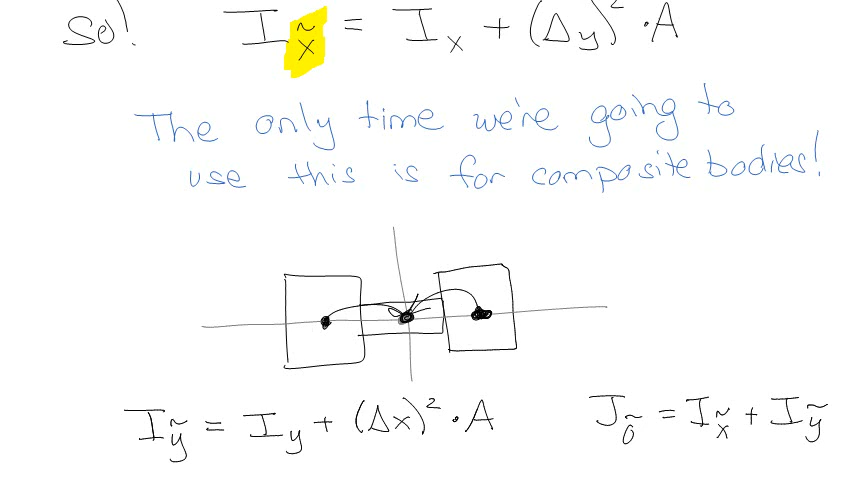 So! I_x̃ = I_x + (Δy)² · A
The only time we're going to
use this is for composite bodies!
I_ỹ = I_y + (Δx)² · A
J_õ = I_x̃ + I_ỹ